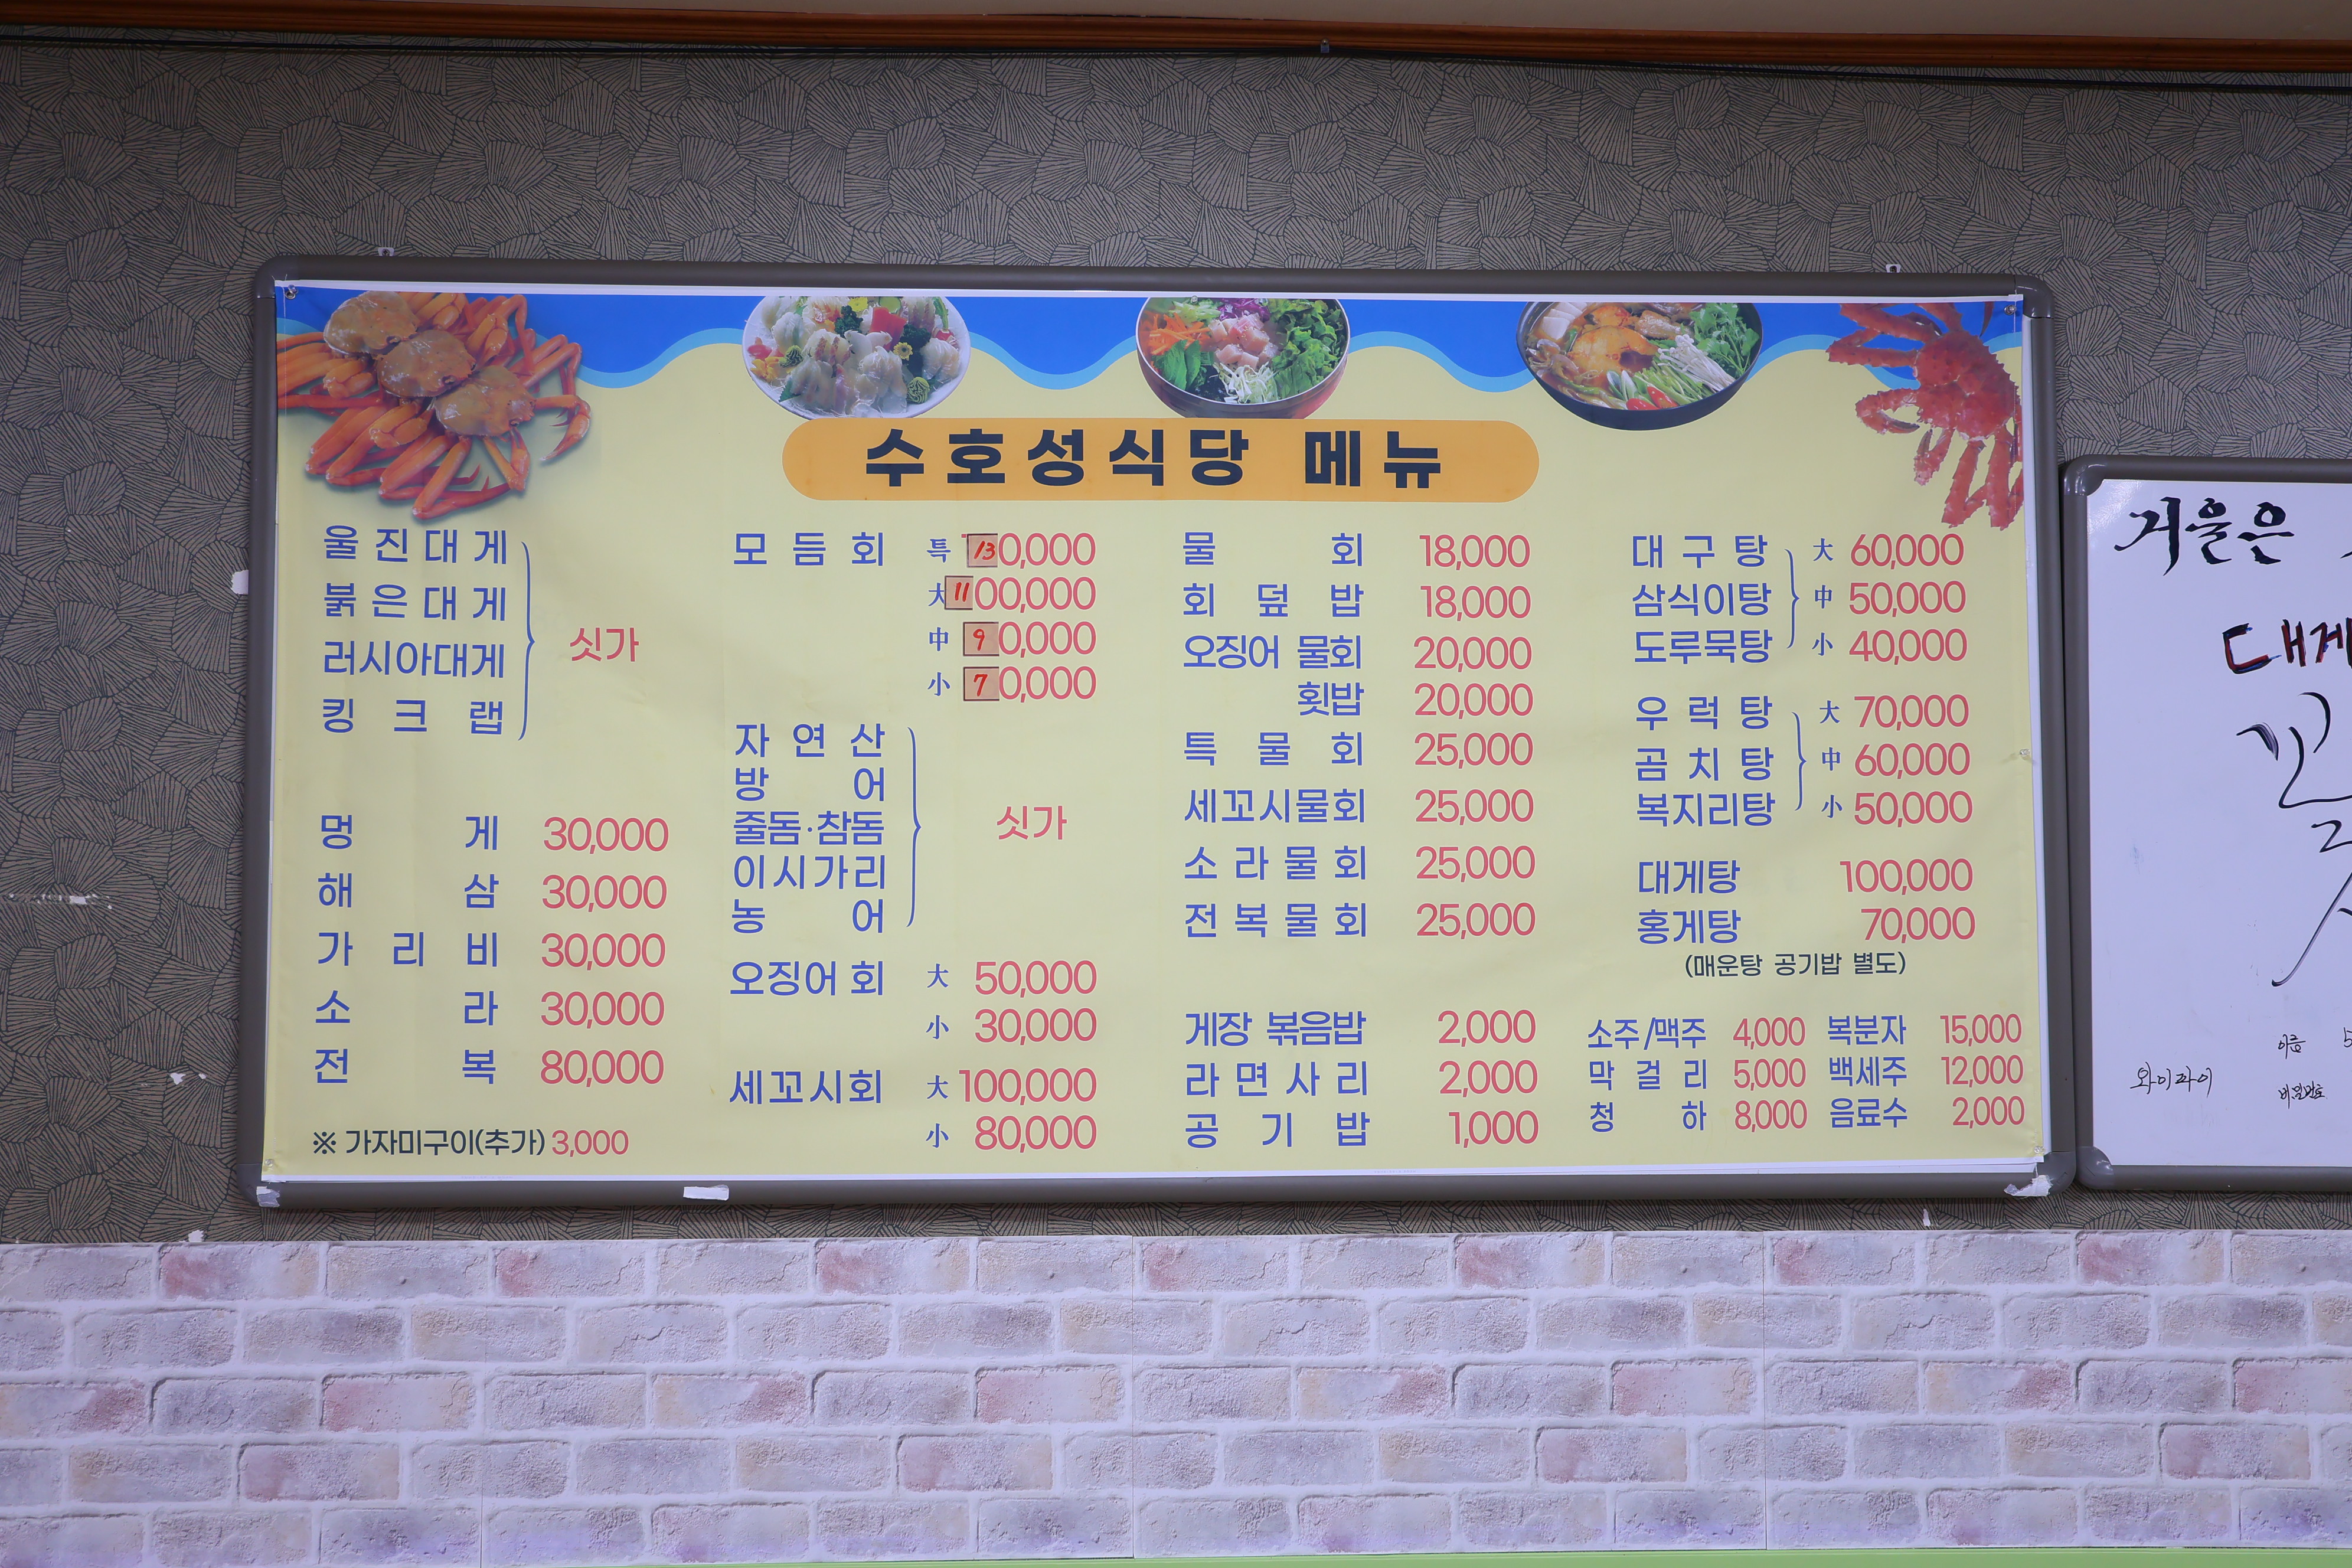 수호성식당 메뉴
울진대게
붉은대게
러시아대게
킹크랩
싯가
멍게 30,000
해삼 30,000
가리비 30,000
소라 30,000
전복 80,000
※ 가자미구이(추가) 3,000
모듬회 특 130,000
大 1100,000
中 90,000
小 70,000
자연산
방어
줄돔·참돔
이시가리
농어
싯가
오징어회 大 50,000
小 30,000
세꼬시회 大 100,000
小 80,000
물회 18,000
회덮밥 18,000
오징어 물회 20,000
횟밥 20,000
특물회 25,000
세꼬시물회 25,000
소라물회 25,000
전복물회 25,000
게장 볶음밥 2,000
라면사리 2,000
공기밥 1,000
대구탕 大 60,000
삼식이탕 中 50,000
도루묵탕 小 40,000
우럭탕 大 70,000
곰치탕 中 60,000
복지리탕 小 50,000
대게탕 100,000
홍게탕 70,000
(매운탕 공기밥 별도)
소주/맥주 4,000 복분자 15,000
막걸리 5,000 백세주 12,000
청하 8,000 음료수 2,000
겨울은
대게
꼭
이름 5
와이파이
비밀번호